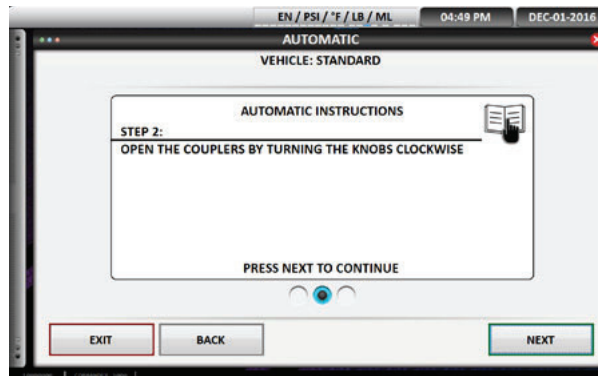 EN / PSI / °F / LB / ML 04:49 PM DEC-01-2016
AUTOMATIC
VEHICLE: STANDARD
AUTOMATIC INSTRUCTIONS
STEP 2:
OPEN THE COUPLERS BY TURNING THE KNOBS CLOCKWISE
PRESS NEXT TO CONTINUE
EXIT BACK NEXT